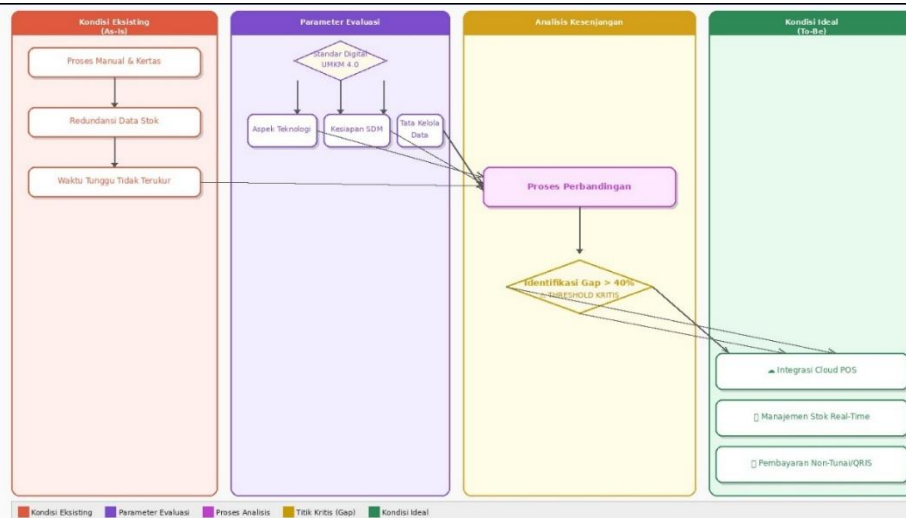 Kondisi Eksisting
(As-Is)
Proses Manual & Kertas
Redundansi Data Stok
Waktu Tunggu Tidak Terukur
Parameter Evaluasi
Standar Digital
UMKM 4.0
Aspek Teknologi
Kesiapan SDM
Tata Kelola
Data
Analisis Kesenjangan
Proses Perbandingan
Identifikasi Gap > 40%
THRESHOLD KRITIS
Kondisi Ideal
(To-Be)
☁ Integrasi Cloud POS
Manajemen Stok Real-Time
Pembayaran Non-Tunai/QRIS
Kondisi Eksisting
Parameter Evaluasi
Proses Analisis
Titik Kritis (Gap)
Kondisi Ideal